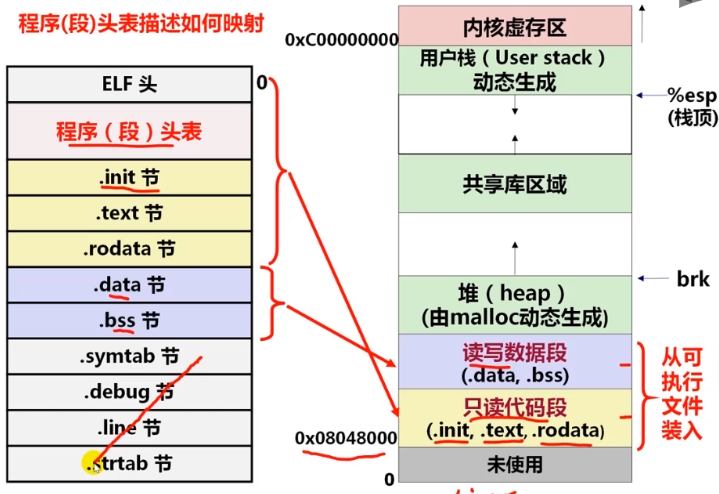 程序(段)头表描述如何映射
ELF 头
0
程序（段）头表
.init 节
.text 节
.rodata 节
.data 节
.bss 节
.symtab 节
.debug 节
.line 节
.strtab 节
0xC00000000
内核虚存区
用户栈（User stack）
动态生成
%esp
(栈顶)
共享库区域
brk
堆（heap）
(由malloc动态生成)
读写数据段
(.data, .bss)
只读代码段
(.init, .text, .rodata)
从可
执行
文件
装入
0x08048000
未使用
0